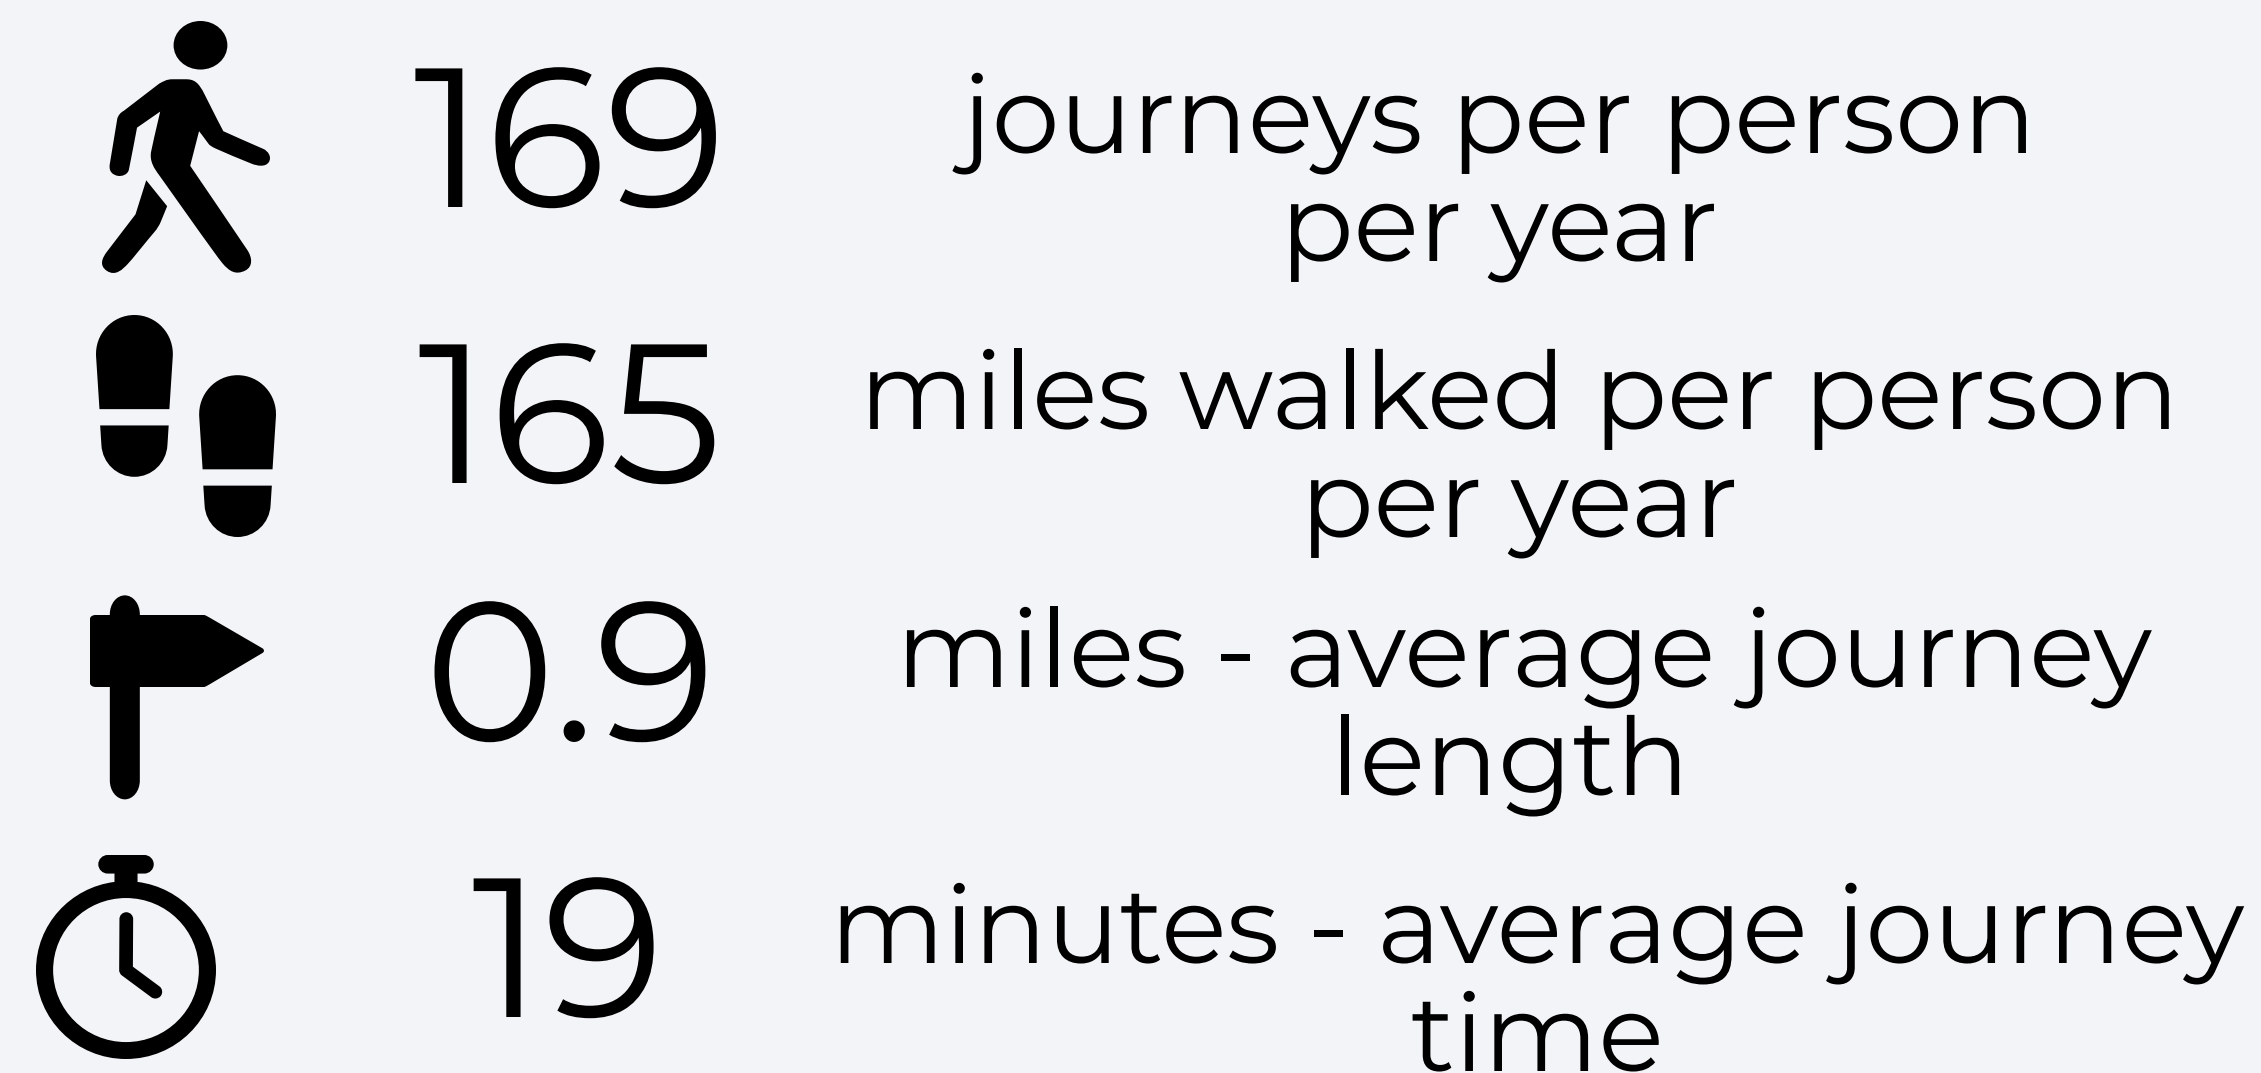 169 journeys per person
per year
165 miles walked per person
per year
0.9 miles - average journey
length
19 minutes - average journey
time